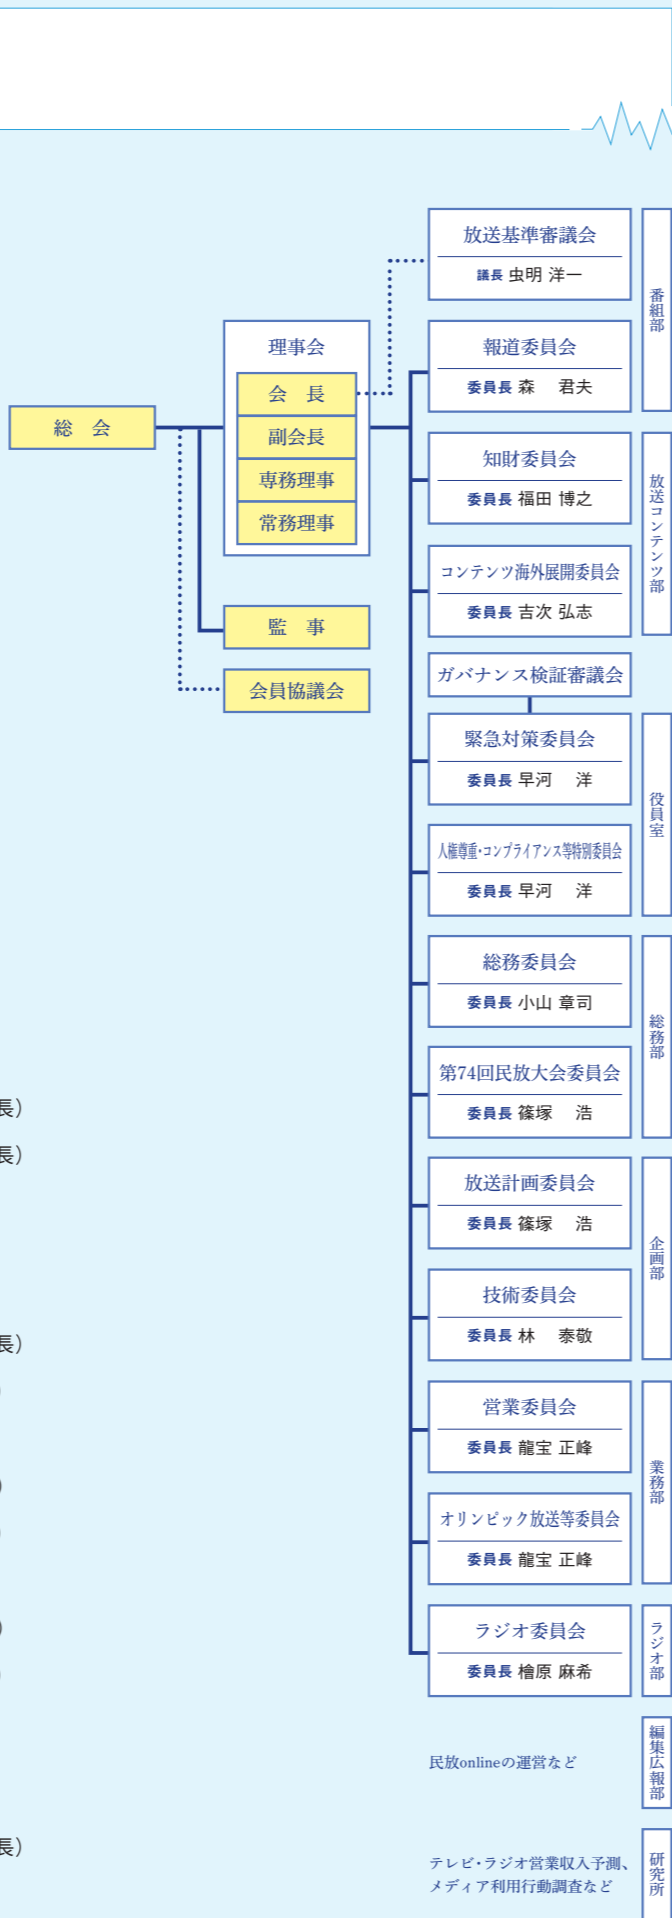 総 会
理事会
会 長
副会長
専務理事
常務理事
監 事
会員協議会
放送基準審議会
議長 虫明 洋一
報道委員会
委員長 森 君夫
番組部
知財委員会
委員長 福田 博之
コンテンツ海外展開委員会
委員長 吉次 弘志
放送コンテンツ部
ガバナンス検証審議会
緊急対策委員会
委員長 早河 洋
人権尊重・コンプライアンス等特別委員会
委員長 早河 洋
役員室
総務委員会
委員長 小山 章司
第74回民放大会委員会
委員長 篠塚 浩
総務部
放送計画委員会
委員長 篠塚 浩
技術委員会
委員長 林 泰敬
企画部
営業委員会
委員長 龍宝 正峰
オリンピック放送等委員会
委員長 龍宝 正峰
業務部
ラジオ委員会
委員長 檜原 麻希
ラジオ部
民放onlineの運営など
編集広報部
テレビ・ラジオ営業収入予測、
メディア利用行動調査など
研究所
長）
長）
長）
長）